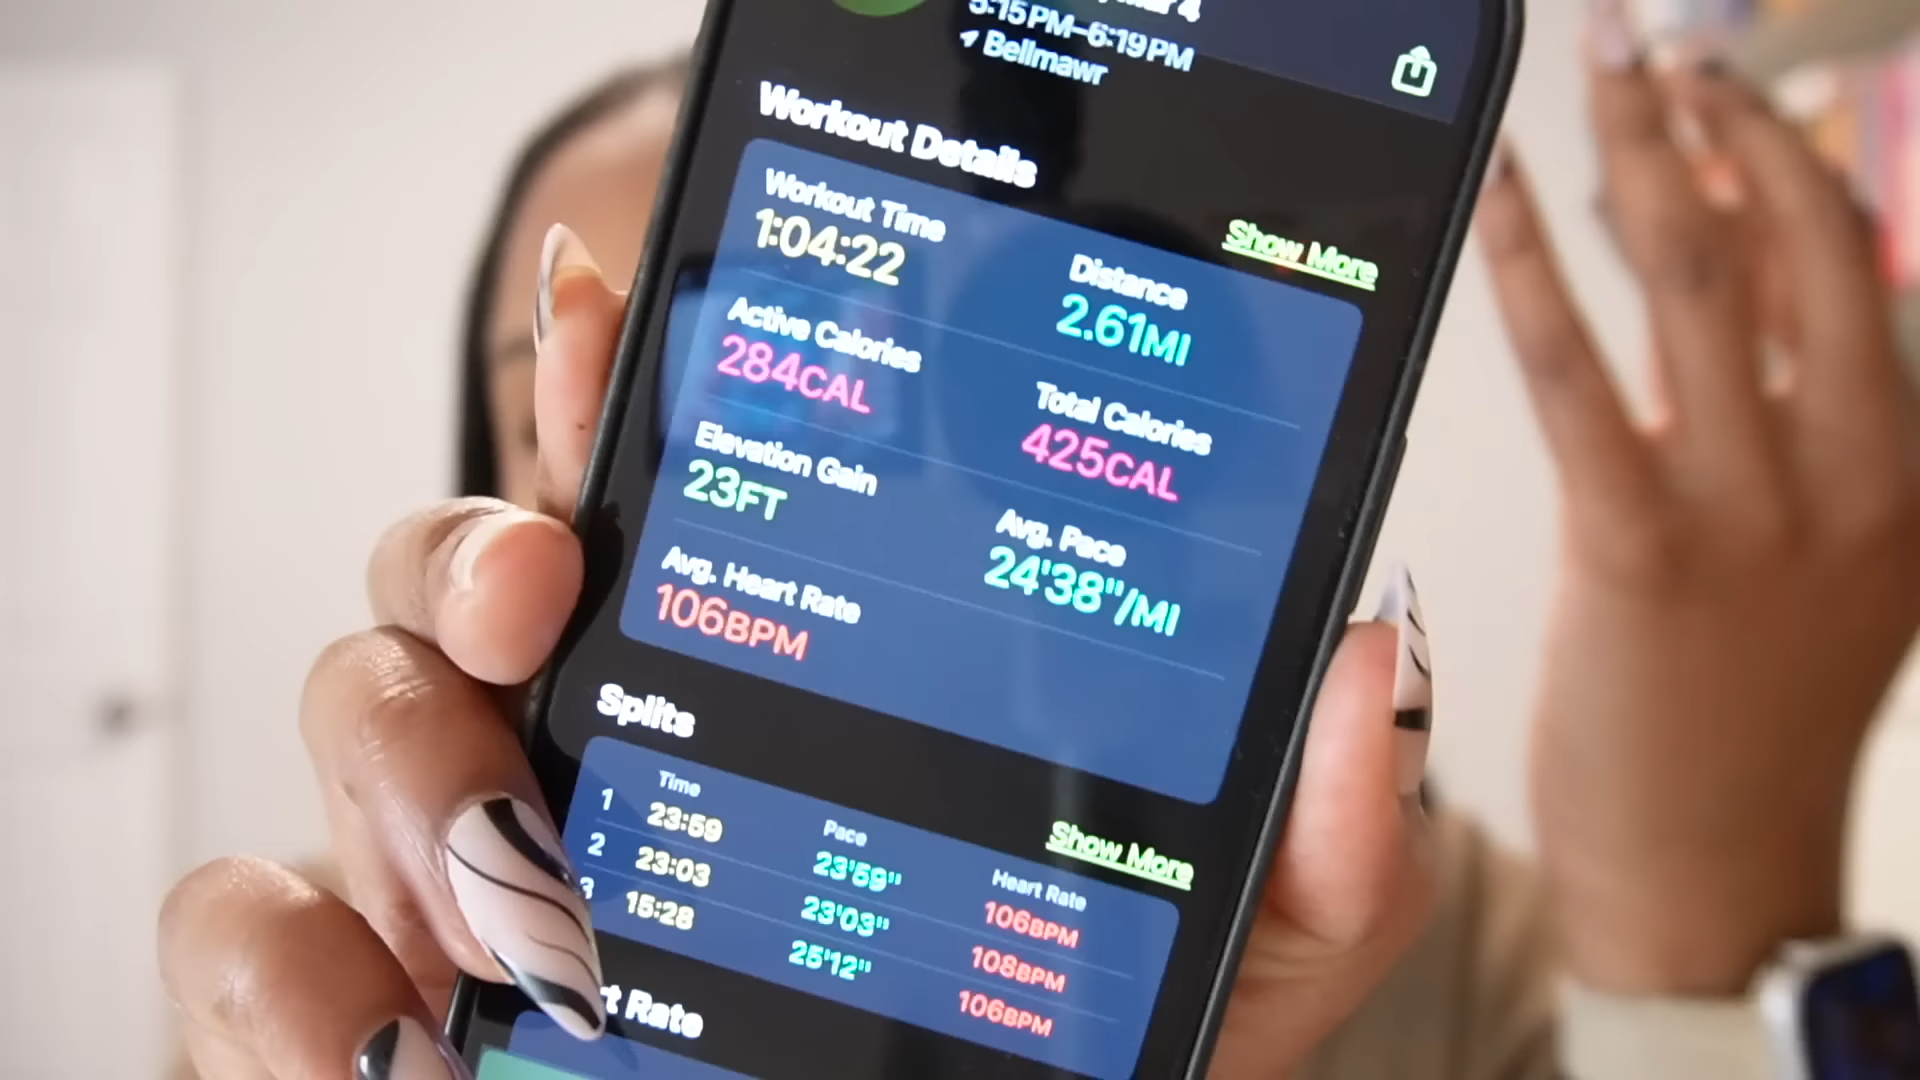 4
5:15PM–6:19PM
Bellmawr
Workout Details
Show More
Workout Time
1:04:22
Distance
2.61MI
Active Calories
284CAL
Total Calories
425CAL
Elevation Gain
23FT
Avg. Pace
24'38"/MI
Avg. Heart Rate
106BPM
Splits
Show More
Time Pace Heart Rate
1 23:59 23'59" 106BPM
2 23:03 23'03" 108BPM
3 15:28 25'12" 106BPM
rt Rate